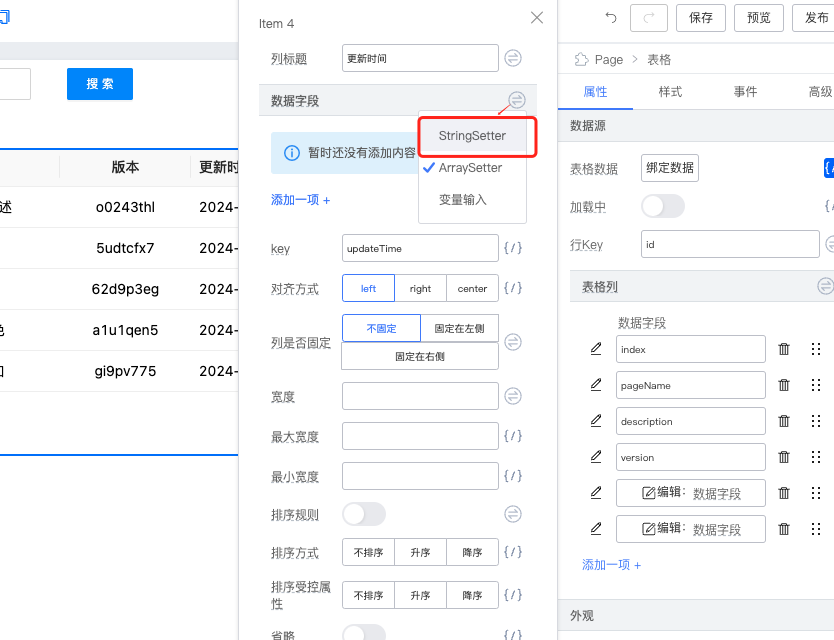 搜 索
版本
更新时
述
o0243thl
2024-
5udtcfx7
2024-
62d9p3eg
2024-
a1u1qen5
2024-
gi9pv775
2024-
Item 4
列标题
更新时间
数据字段
暂时还没有添加内容
StringSetter
ArraySetter
变量输入
添加一项 +
key
updateTime
{/}
对齐方式
left
right
center
{/}
列是否固定
不固定
固定在左侧
固定在右侧
宽度
最大宽度
{/}
最小宽度
{/}
排序规则
排序方式
不排序
升序
降序
{/}
排序受控属性
不排序
升序
降序
{/}
省略
{/}
保存
预览
发布
Page > 表格
属性
样式
事件
高级
数据源
表格数据
绑定数据
加载中
行Key
id
表格列
数据字段
index
pageName
description
version
编辑: 数据字段
编辑: 数据字段
添加一项 +
外观